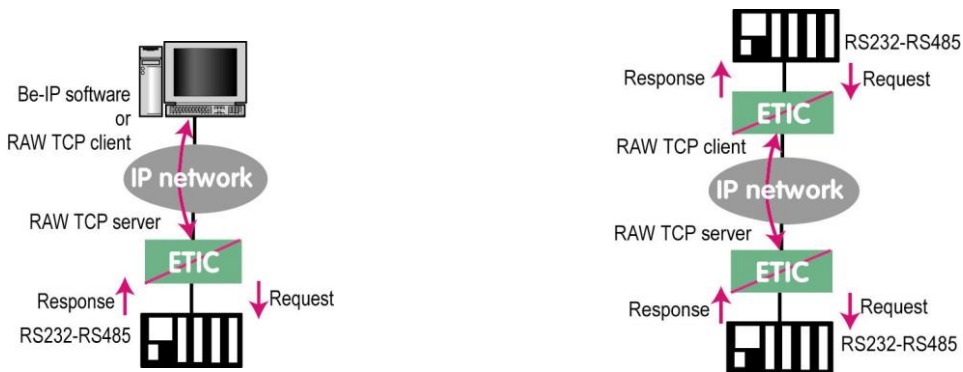 Be-IP software
or
RAW TCP client
IP network
RAW TCP server
ETIC
Response
Request
RS232-RS485
RS232-RS485
Response
Request
ETIC
RAW TCP client
IP network
RAW TCP server
ETIC
Response
Request
RS232-RS485